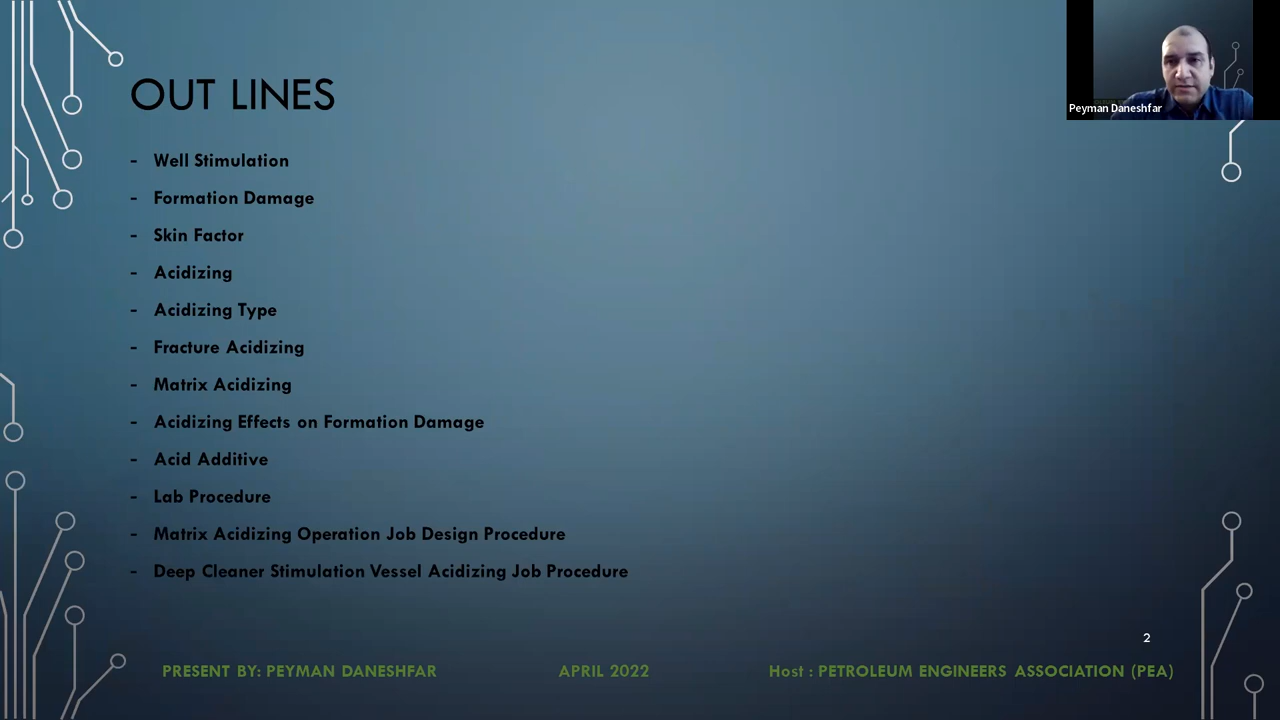 OUT LINES
Peyman Daneshfar
- Well Stimulation
- Formation Damage
- Skin Factor
- Acidizing
- Acidizing Type
- Fracture Acidizing
- Matrix Acidizing
- Acidizing Effects on Formation Damage
- Acid Additive
- Lab Procedure
- Matrix Acidizing Operation Job Design Procedure
- Deep Cleaner Stimulation Vessel Acidizing Job Procedure
2
PRESENT BY: PEYMAN DANESHFAR APRIL 2022 Host : PETROLEUM ENGINEERS ASSOCIATION (PEA)